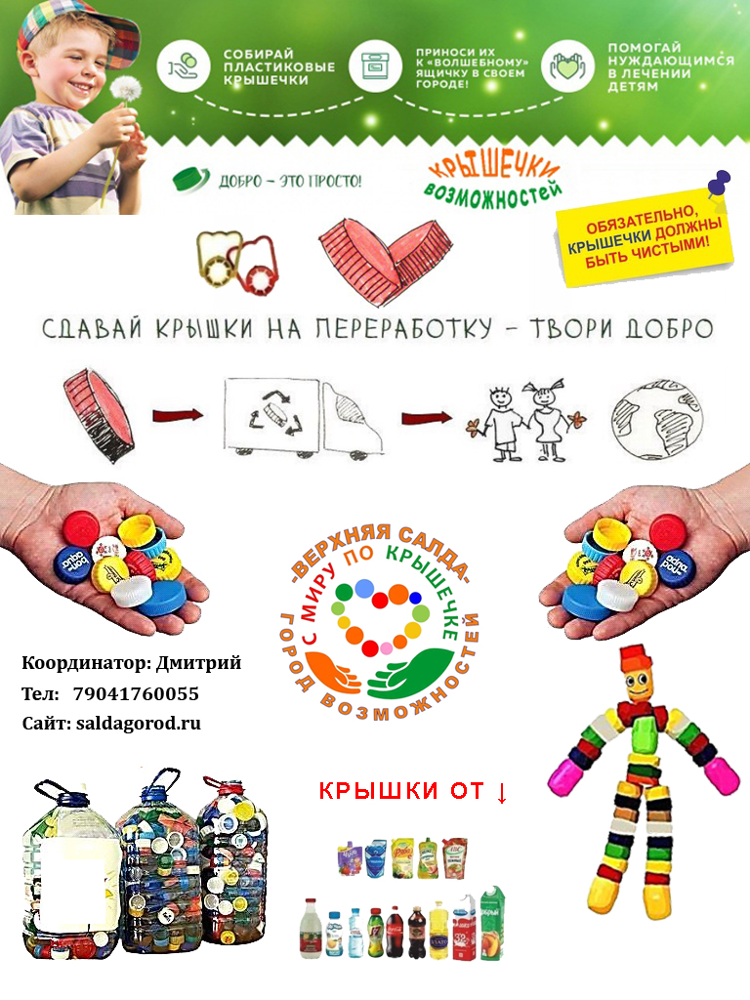 СОБИРАЙ
ПЛАСТИКОВЫЕ
КРЫШЕЧКИ
ПРИНОСИ ИХ
К «ВОЛШЕБНОМУ»
ЯЩИЧКУ В СВОЕМ
ГОРОДЕ!
ПОМОГАЙ
НУЖДАЮЩИМСЯ
В ЛЕЧЕНИИ
ДЕТЯМ
ДОБРО – ЭТО ПРОСТО!
КРЫШЕЧКИ
ВОЗМОЖНОСТЕЙ
ОБЯЗАТЕЛЬНО,
КРЫШЕЧКИ ДОЛЖНЫ
БЫТЬ ЧИСТЫМИ!
СДАВАЙ КРЫШКИ НА ПЕРЕРАБОТКУ – ТВОРИ ДОБРО
-ВЕРХНЯЯ САЛДА-
С МИРУ ПО КРЫШЕЧКЕ
ГОРОД ВОЗМОЖНОСТЕЙ
Координатор: Дмитрий
Тел: 79041760055
Сайт: saldagorod.ru
КРЫШКИ ОТ ↓